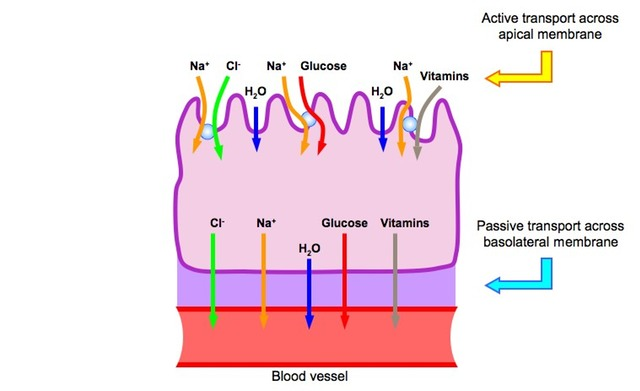 Active transport across
apical membrane
Na⁺ Cl⁻ Na⁺ Glucose Na⁺ Vitamins
H₂O H₂O
Cl⁻ Na⁺ Glucose Vitamins
H₂O
Passive transport across
basolateral membrane
Blood vessel